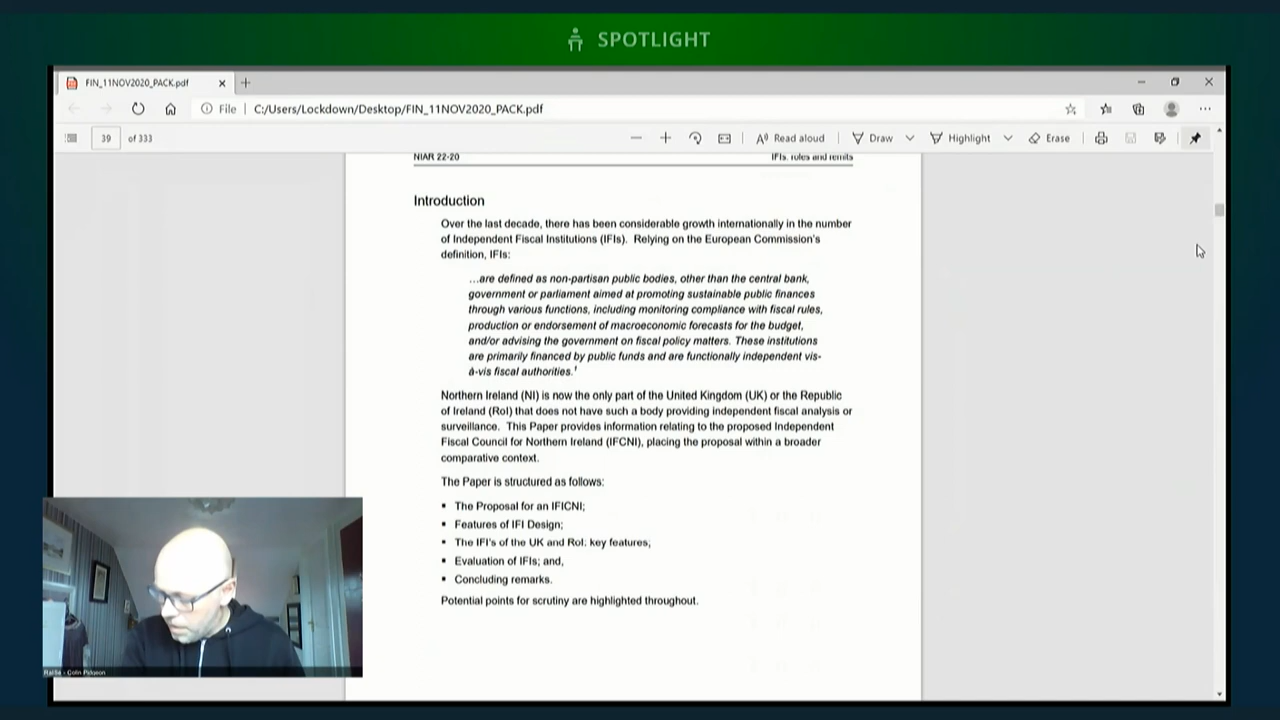 SPOTLIGHT
FIN_11NOV2020_PACK.pdf
File
C:/Users/Lockdown/Desktop/FIN_11NOV2020_PACK.pdf
39 of 333
Read aloud
Draw
Highlight
Erase
NIAR 22-20
IFIs: rules and remits
Introduction
Over the last decade, there has been considerable growth internationally in the number
of Independent Fiscal Institutions (IFIs). Relying on the European Commission's
definition, IFIs:
…are defined as non-partisan public bodies, other than the central bank,
government or parliament aimed at promoting sustainable public finances
through various functions, including monitoring compliance with fiscal rules,
production or endorsement of macroeconomic forecasts for the budget,
and/or advising the government on fiscal policy matters. These institutions
are primarily financed by public funds and are functionally independent vis-
à-vis fiscal authorities.¹
Northern Ireland (NI) is now the only part of the United Kingdom (UK) or the Republic
of Ireland (RoI) that does not have such a body providing independent fiscal analysis or
surveillance. This Paper provides information relating to the proposed Independent
Fiscal Council for Northern Ireland (IFCNI), placing the proposal within a broader
comparative context.
The Paper is structured as follows:
▪ The Proposal for an IFICNI;
▪ Features of IFI Design;
▪ The IFI's of the UK and RoI: key features;
▪ Evaluation of IFIs; and,
▪ Concluding remarks.
Potential points for scrutiny are highlighted throughout.
RaISe - Colin Pidgeon